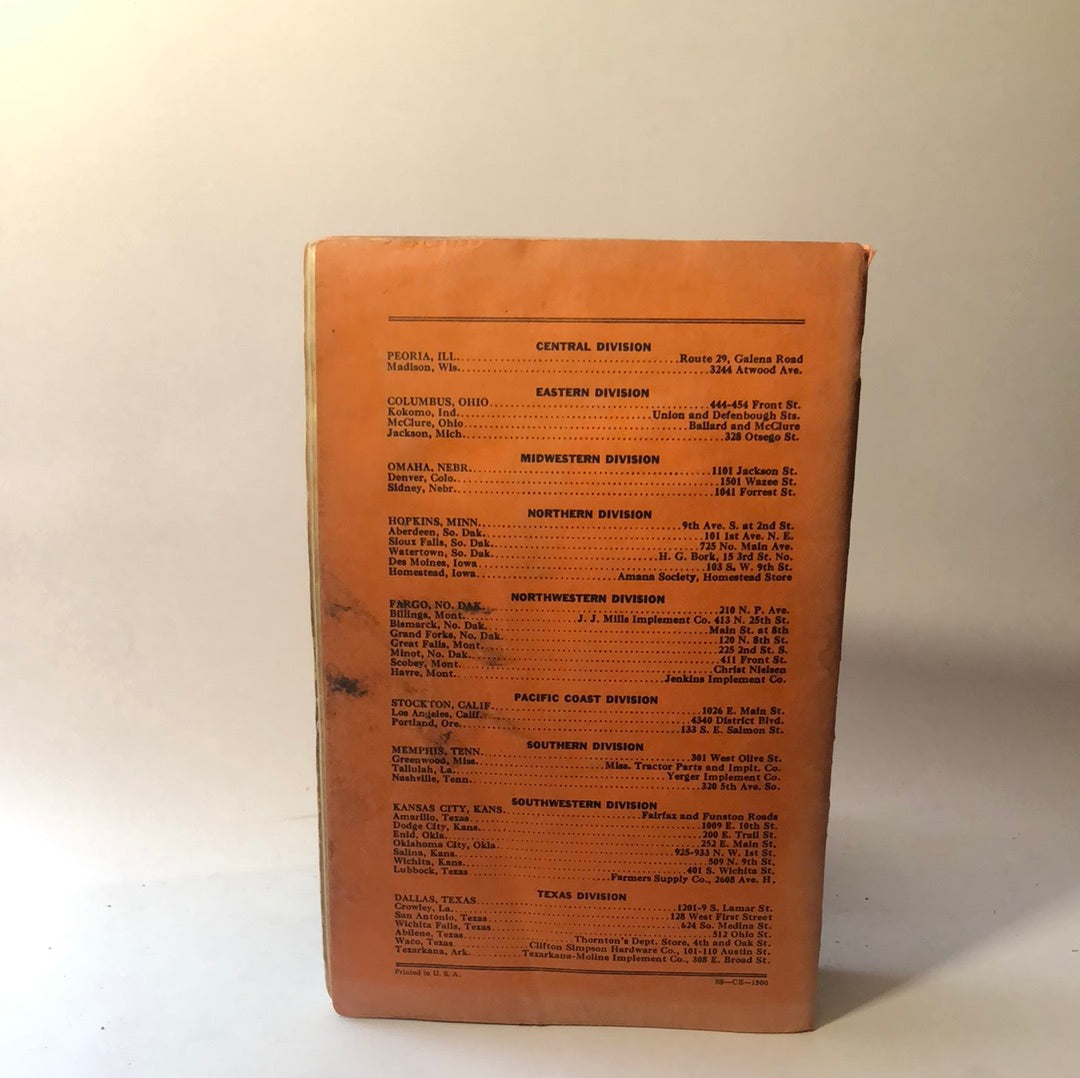 CENTRAL DIVISION
PEORIA, ILL. Route 29, Galena Road
Madison, Wis. 3244 Atwood Ave.
EASTERN DIVISION
COLUMBUS, OHIO 444-454 Front St.
Kokomo, Ind. Union and Defenbough Sts.
McClure, Ohio Ballard and McClure
Jackson, Mich. 328 Otsego St.
MIDWESTERN DIVISION
OMAHA, NEBR. 1101 Jackson St.
Denver, Colo. 1501 Wazee St.
Sidney, Nebr. 1041 Forrest St.
NORTHERN DIVISION
HOPKINS, MINN. 9th Ave. S. at 2nd St.
Aberdeen, So. Dak. 101 1st Ave. N. E.
Sioux Falls, So. Dak. 725 No. Main Ave.
Watertown, So. Dak. H. G. Bork, 15 3rd St. No.
Des Moines, Iowa 103 S. W. 9th St.
Homestead, Iowa Amana Society, Homestead Store
NORTHWESTERN DIVISION
FARGO, NO. DAK. 210 N. P. Ave.
Billings, Mont. J. J. Mills Implement Co. 413 N. 25th St.
Bismarck, No. Dak. Main St. at 8th
Grand Forks, No. Dak. 120 N. 8th St.
Great Falls, Mont. 225 2nd St. S.
Minot, No. Dak. 411 Front St.
Scobey, Mont. Christ Nielsen
Havre, Mont. Jenkins Implement Co.
PACIFIC COAST DIVISION
STOCKTON, CALIF. 1026 E. Main St.
Los Angeles, Calif. 4340 District Blvd.
Portland, Ore. 133 S. E. Salmon St.
SOUTHERN DIVISION
MEMPHIS, TENN. 301 West Olive St.
Greenwood, Miss. Miss. Tractor Parts and Implt. Co.
Tallulah, La. Yerger Implement Co.
Nashville, Tenn. 320 5th Ave. So.
SOUTHWESTERN DIVISION
KANSAS CITY, KANS. Fairfax and Funston Roads
Amarillo, Texas 1009 E. 10th St.
Dodge City, Kans. 200 E. Trail St.
Enid, Okla. 252 E. Main St.
Oklahoma City, Okla. 925-933 N. W. 1st St.
Salina, Kans. 509 N. 9th St.
Wichita, Kans. 401 S. Wichita St.
Lubbock, Texas Farmers Supply Co., 2608 Ave. H.
TEXAS DIVISION
DALLAS, TEXAS 1201-9 S. Lamar St.
Crowley, La. 128 West First Street
San Antonio, Texas 624 So. Medina St.
Wichita Falls, Texas 512 Ohio St.
Abilene, Texas Thornton's Dept. Store, 4th and Oak St.
Waco, Texas Clifton Simpson Hardware Co., 101-110 Austin St.
Texarkana, Ark. Texarkana-Moline Implement Co., 308 E. Broad St.
Printed in U. S. A.
SS—CE—1500